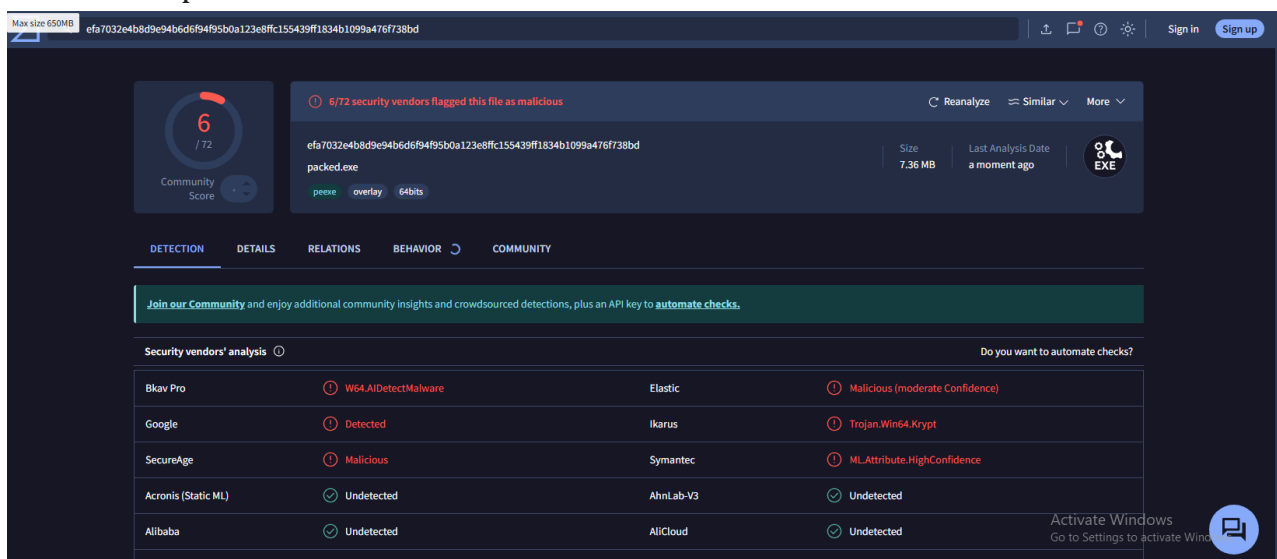 Max size 650MB
efa7032e4b8d9e94b6d6f94f95b0a123e8ffc155439ff1834b1099a476f738bd
Sign in
Sign up
6
/ 72
Community
Score
6/72 security vendors flagged this file as malicious
Reanalyze
Similar
More
efa7032e4b8d9e94b6d6f94f95b0a123e8ffc155439ff1834b1099a476f738bd
packed.exe
peexe
overlay
64bits
Size
7.36 MB
Last Analysis Date
a moment ago
EXE
DETECTION
DETAILS
RELATIONS
BEHAVIOR
COMMUNITY
Join our Community and enjoy additional community insights and crowdsourced detections, plus an API key to automate checks.
Security vendors' analysis
Do you want to automate checks?
Bkav Pro
W64.AIDetectMalware
Elastic
Malicious (moderate Confidence)
Google
Detected
Ikarus
Trojan.Win64.Krypt
SecureAge
Malicious
Symantec
ML.Attribute.HighConfidence
Acronis (Static ML)
Undetected
AhnLab-V3
Undetected
Alibaba
Undetected
AliCloud
Undetected
Activate Windows
Go to Settings to activate Wind